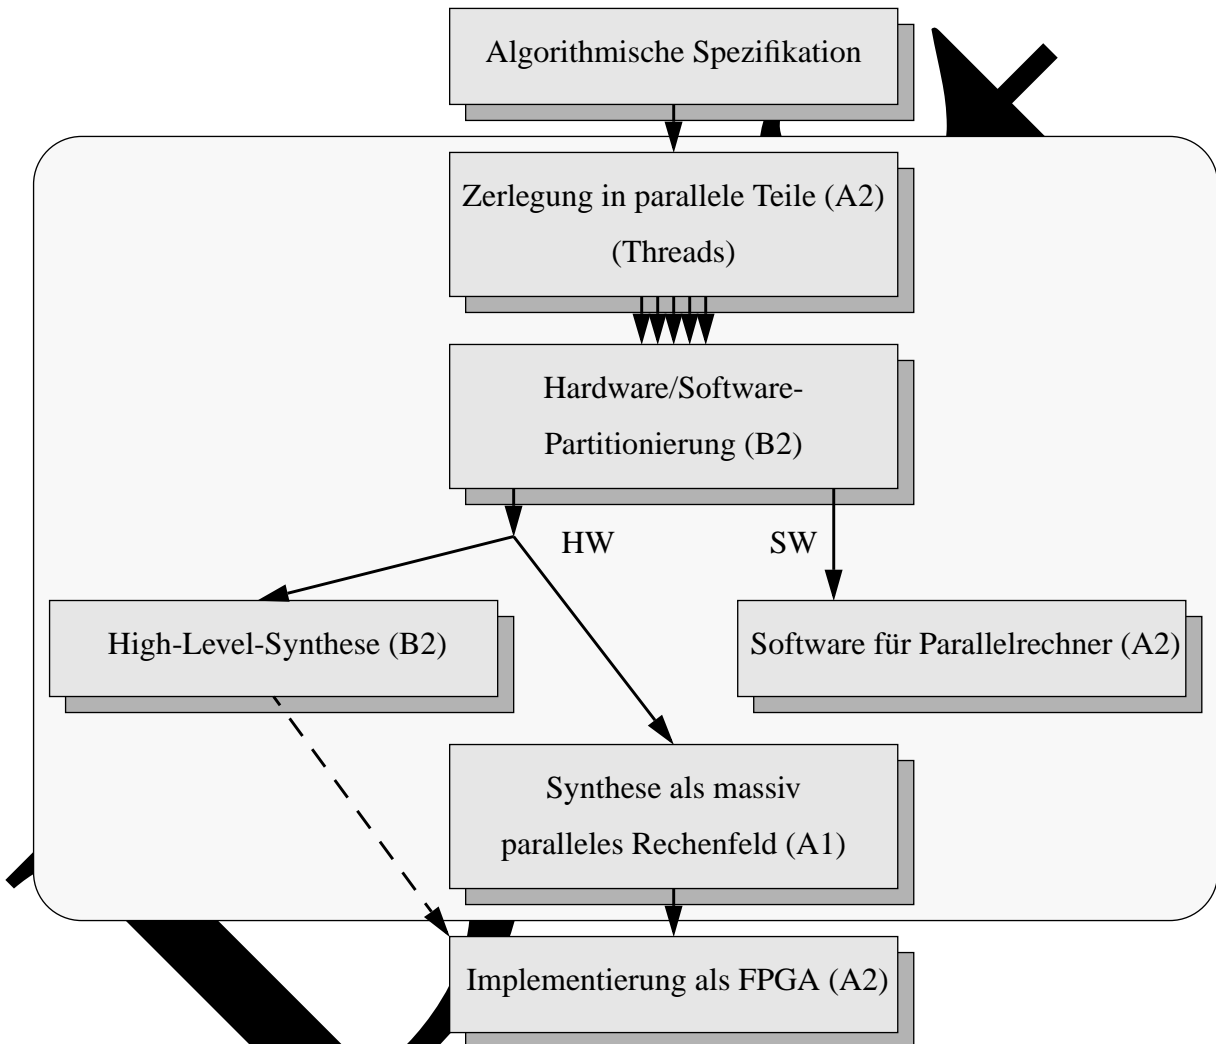 Algorithmische Spezifikation
Zerlegung in parallele Teile (A2)
(Threads)
Hardware/Software-
Partitionierung (B2)
HW
SW
High-Level-Synthese (B2)
Software für Parallelrechner (A2)
Synthese als massiv
paralleles Rechenfeld (A1)
Implementierung als FPGA (A2)